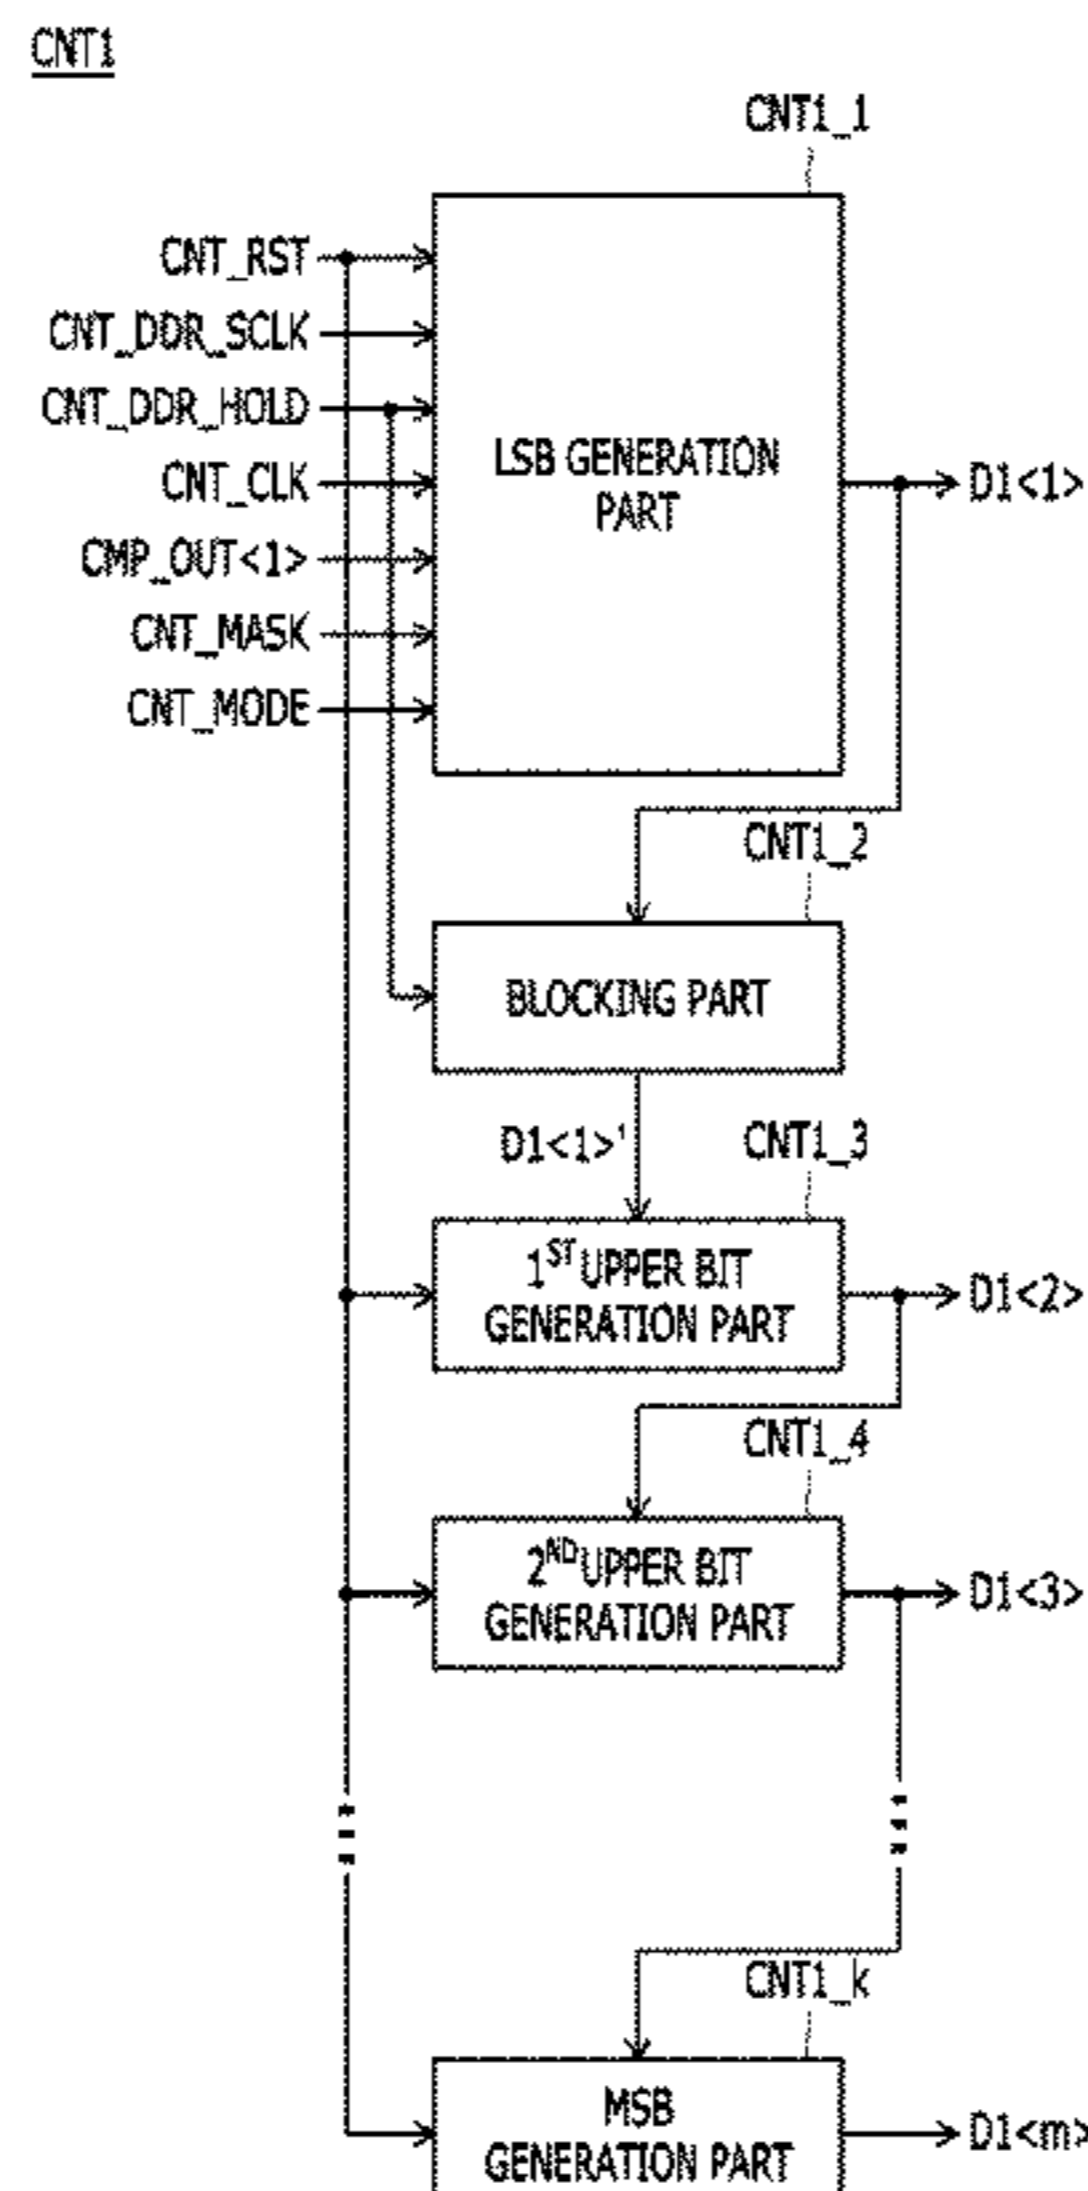 CNT1
CNT1_1
CNT_RST
CNT_DDR_SCLK
CNT_DDR_HOLD
CNT_CLK
CMP_OUT<1>
CNT_MASK
CNT_MODE
LSB GENERATION
PART
D1<1>
CNT1_2
BLOCKING PART
D1<1>'
CNT1_3
1ST UPPER BIT
GENERATION PART
D1<2>
CNT1_4
2ND UPPER BIT
GENERATION PART
D1<3>
CNT1_k
MSB
GENERATION PART
D1<m>